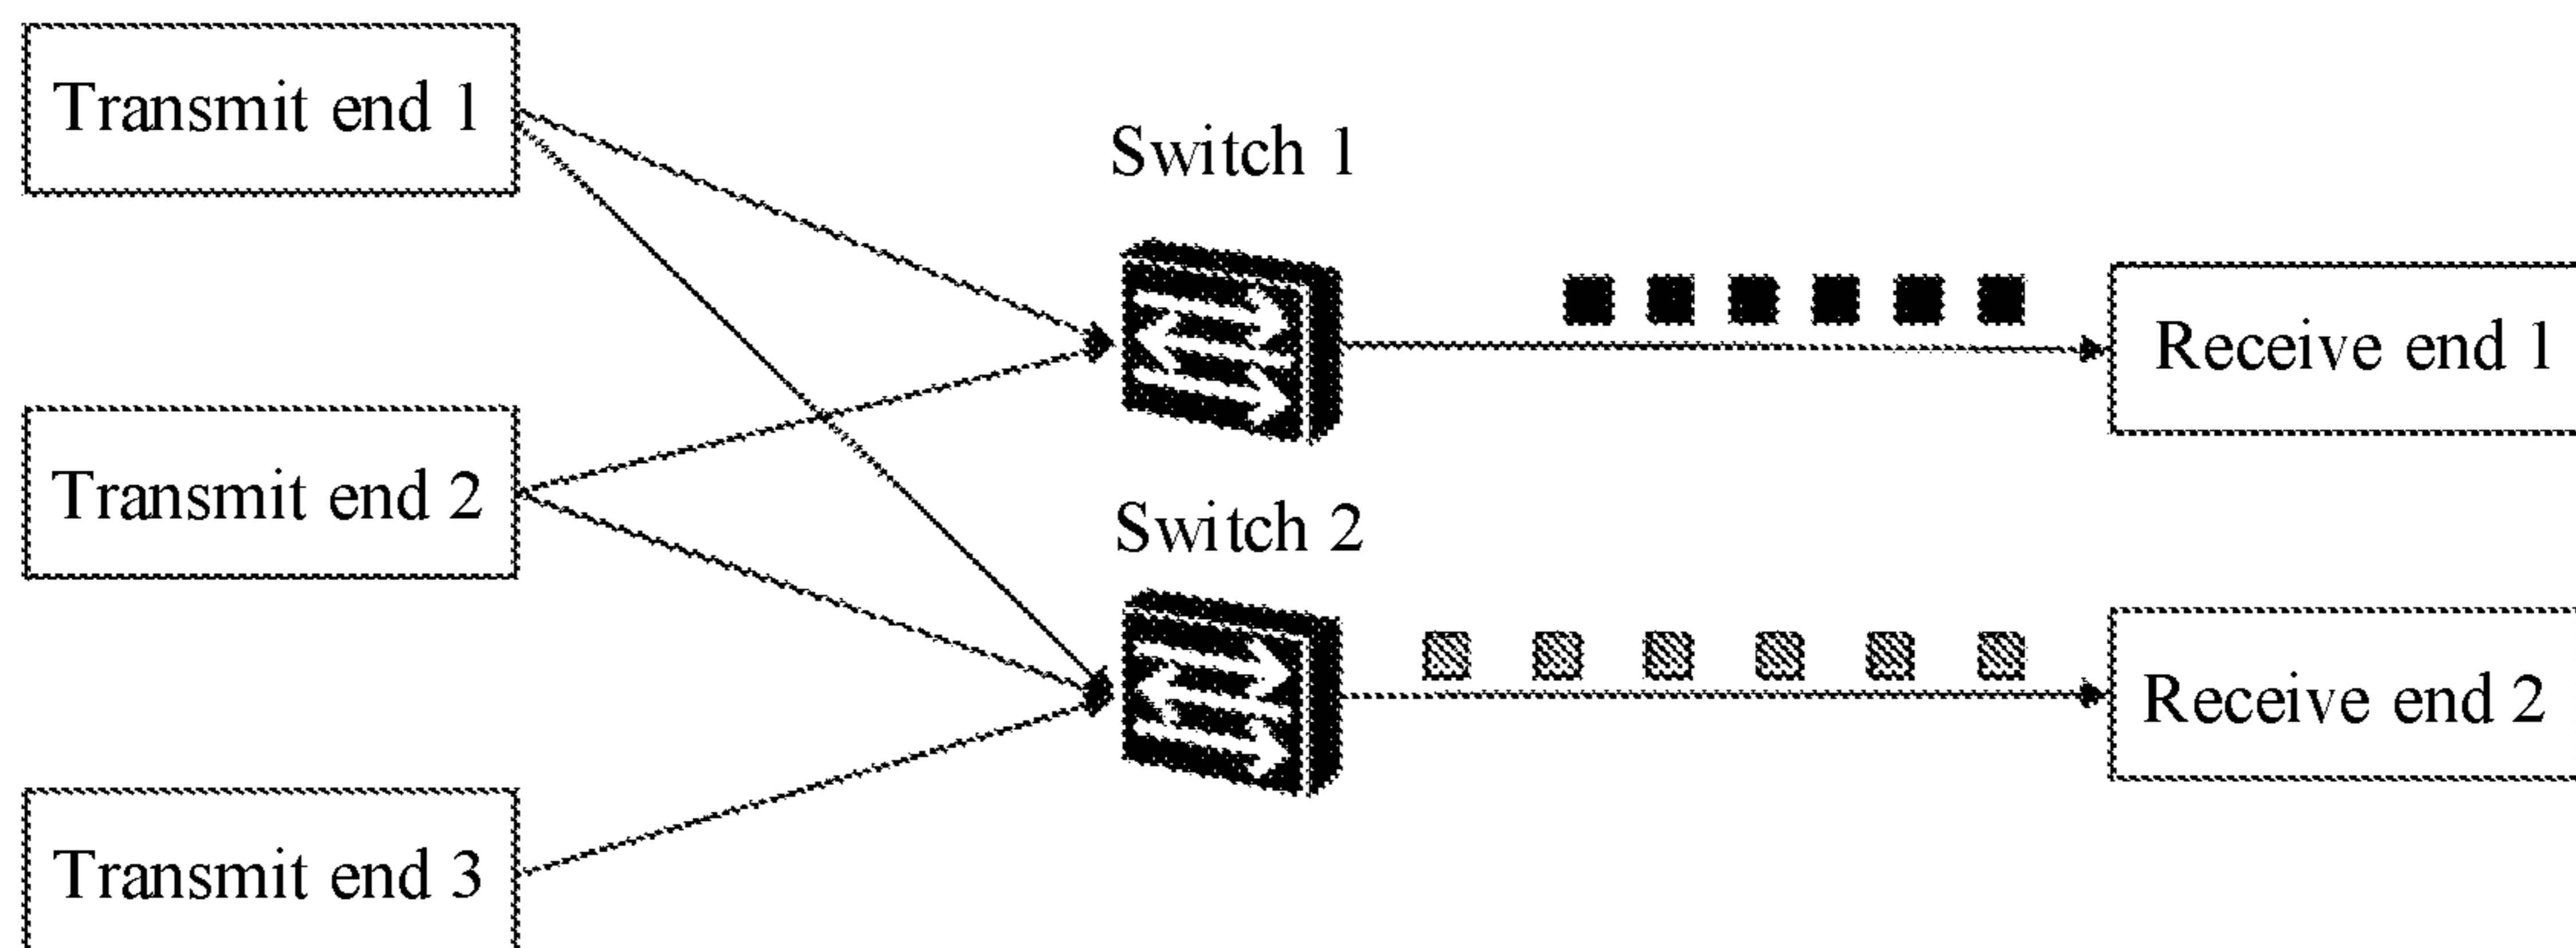 Transmit end 1
Switch 1
Receive end 1
Transmit end 2
Switch 2
Receive end 2
Transmit end 3